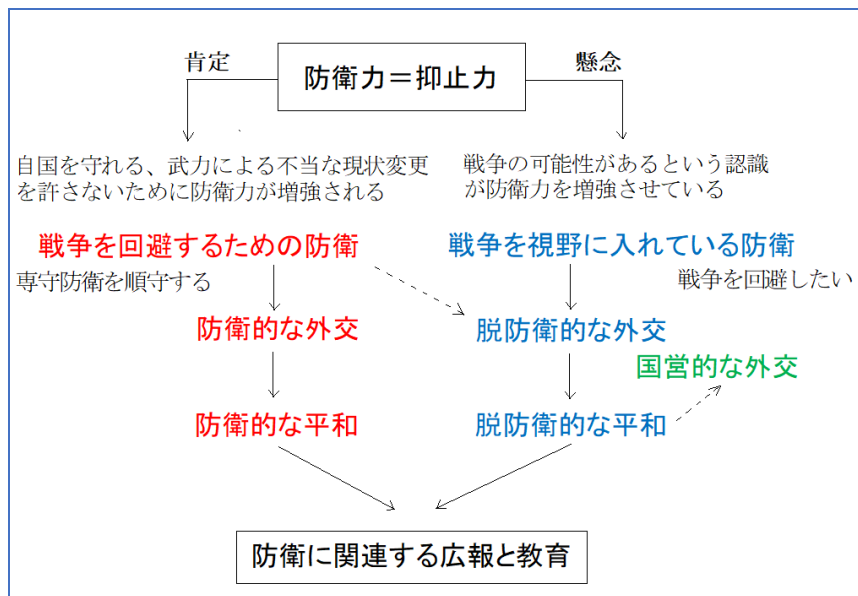 肯定
防衛力＝抑止力
懸念
自国を守れる、武力による不当な現状変更
を許さないために防衛力が増強される
戦争の可能性があるという認識
が防衛力を増強させている
戦争を回避するための防衛
戦争を視野に入れている防衛
専守防衛を順守する
戦争を回避したい
防衛的な外交
脱防衛的な外交
国営的な外交
防衛的な平和
脱防衛的な平和
防衛に関連する広報と教育